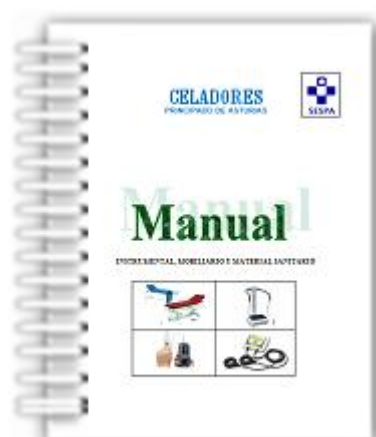 CELADORES
PRINCIPADO DE ASTURIAS
SESPA
Manual
INSTRUMENTAL, MOBILIARIO Y MATERIAL SANITARIO